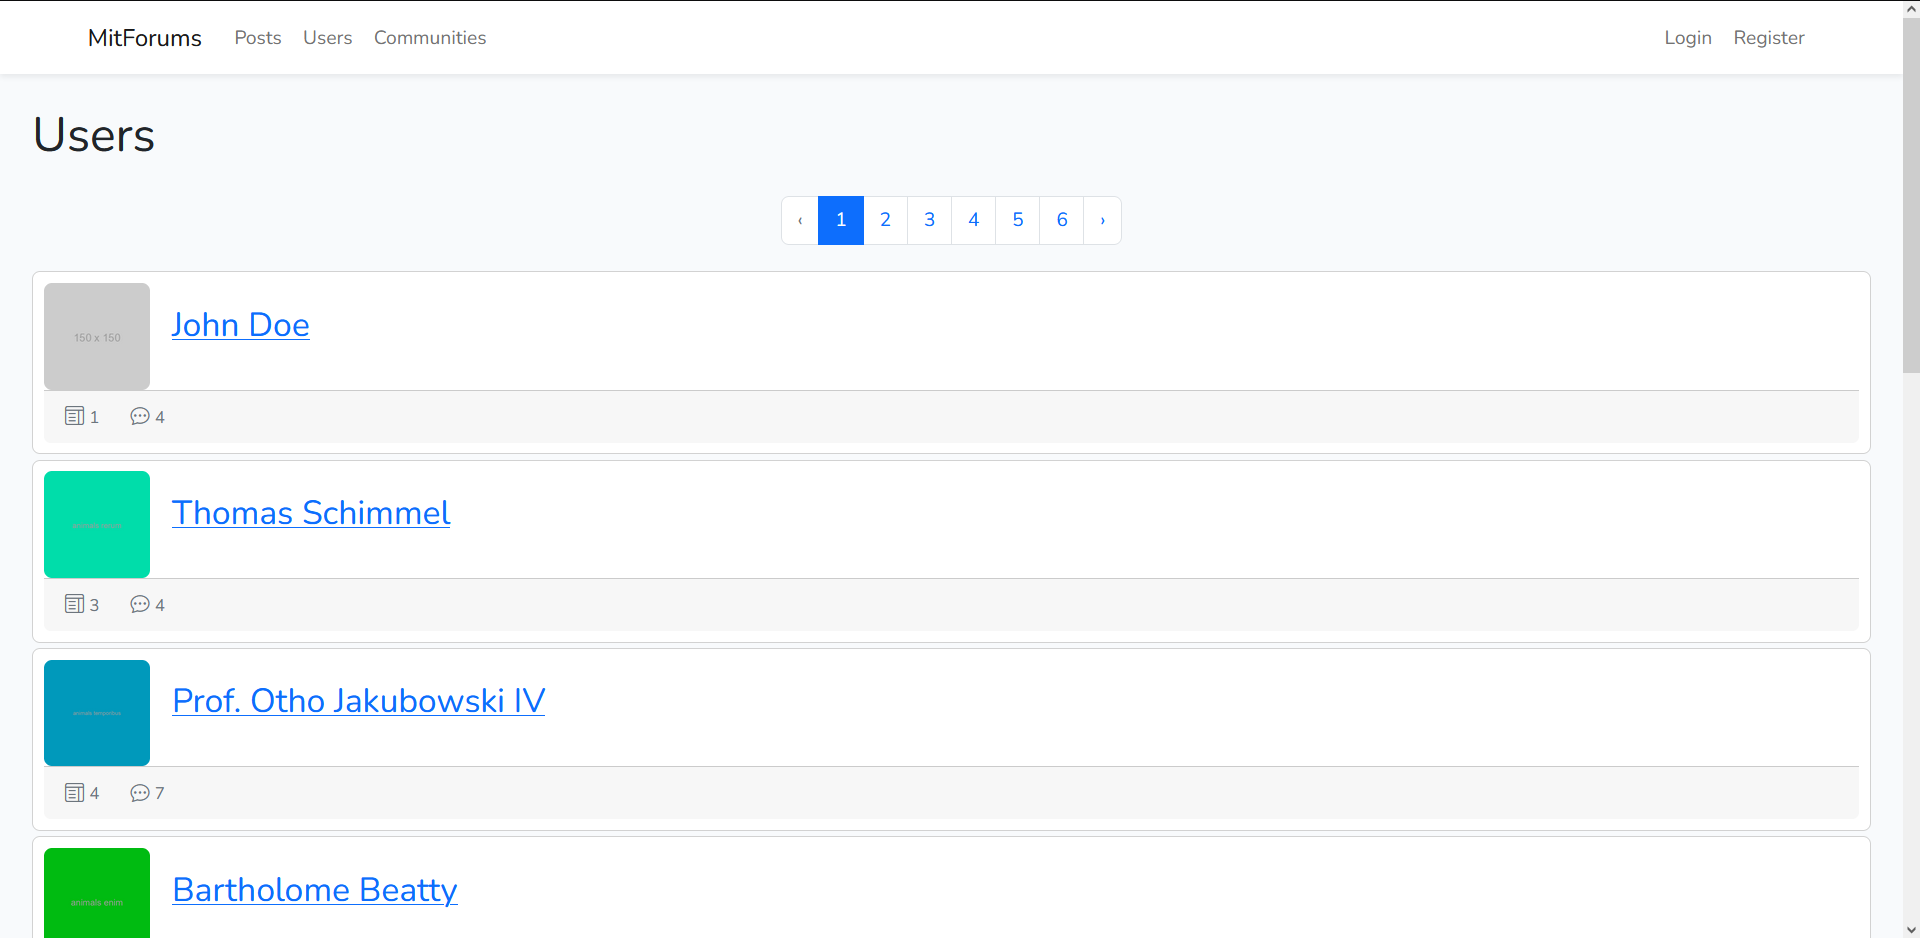 MitForums Posts Users Communities Login Register
Users
‹ 1 2 3 4 5 6 ›
150 x 150
John Doe
1 4
Thomas Schimmel
3 4
animals temporibus
Prof. Otho Jakubowski IV
4 7
animals enim
Bartholome Beatty